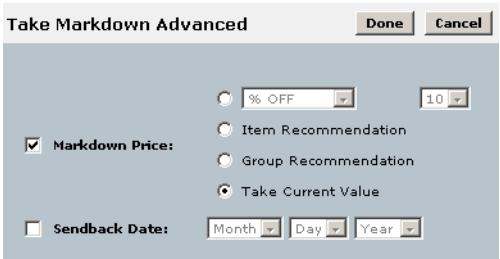 Take Markdown Advanced Done Cancel
% OFF 10
Item Recommendation
Markdown Price:
Group Recommendation
Take Current Value
Sendback Date: Month Day Year